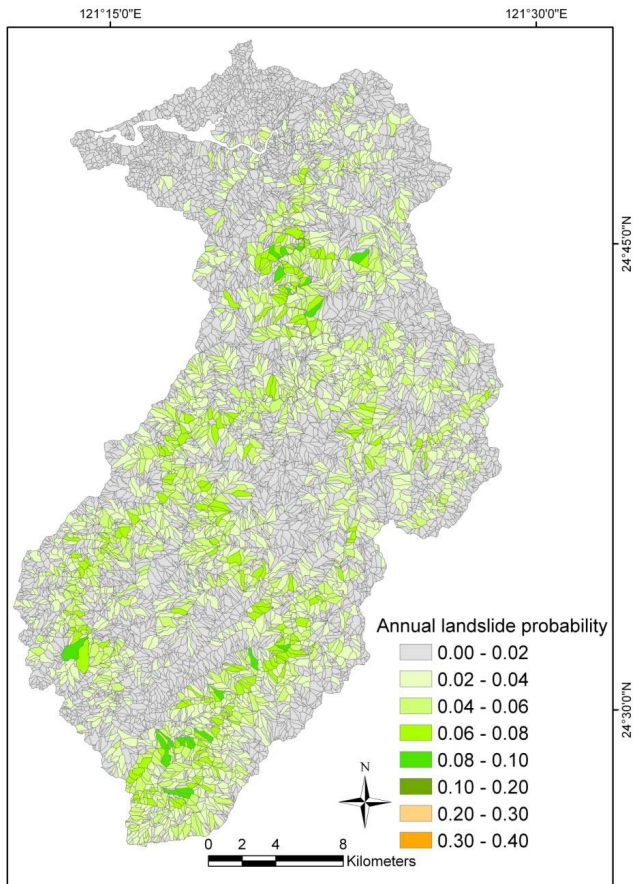 121°15'0"E
121°30'0"E
24°45'0"N
24°30'0"N
Annual landslide probability
0.00 - 0.02
0.02 - 0.04
0.04 - 0.06
0.06 - 0.08
0.08 - 0.10
0.10 - 0.20
0.20 - 0.30
0.30 - 0.40
N
0 2 4 8
Kilometers